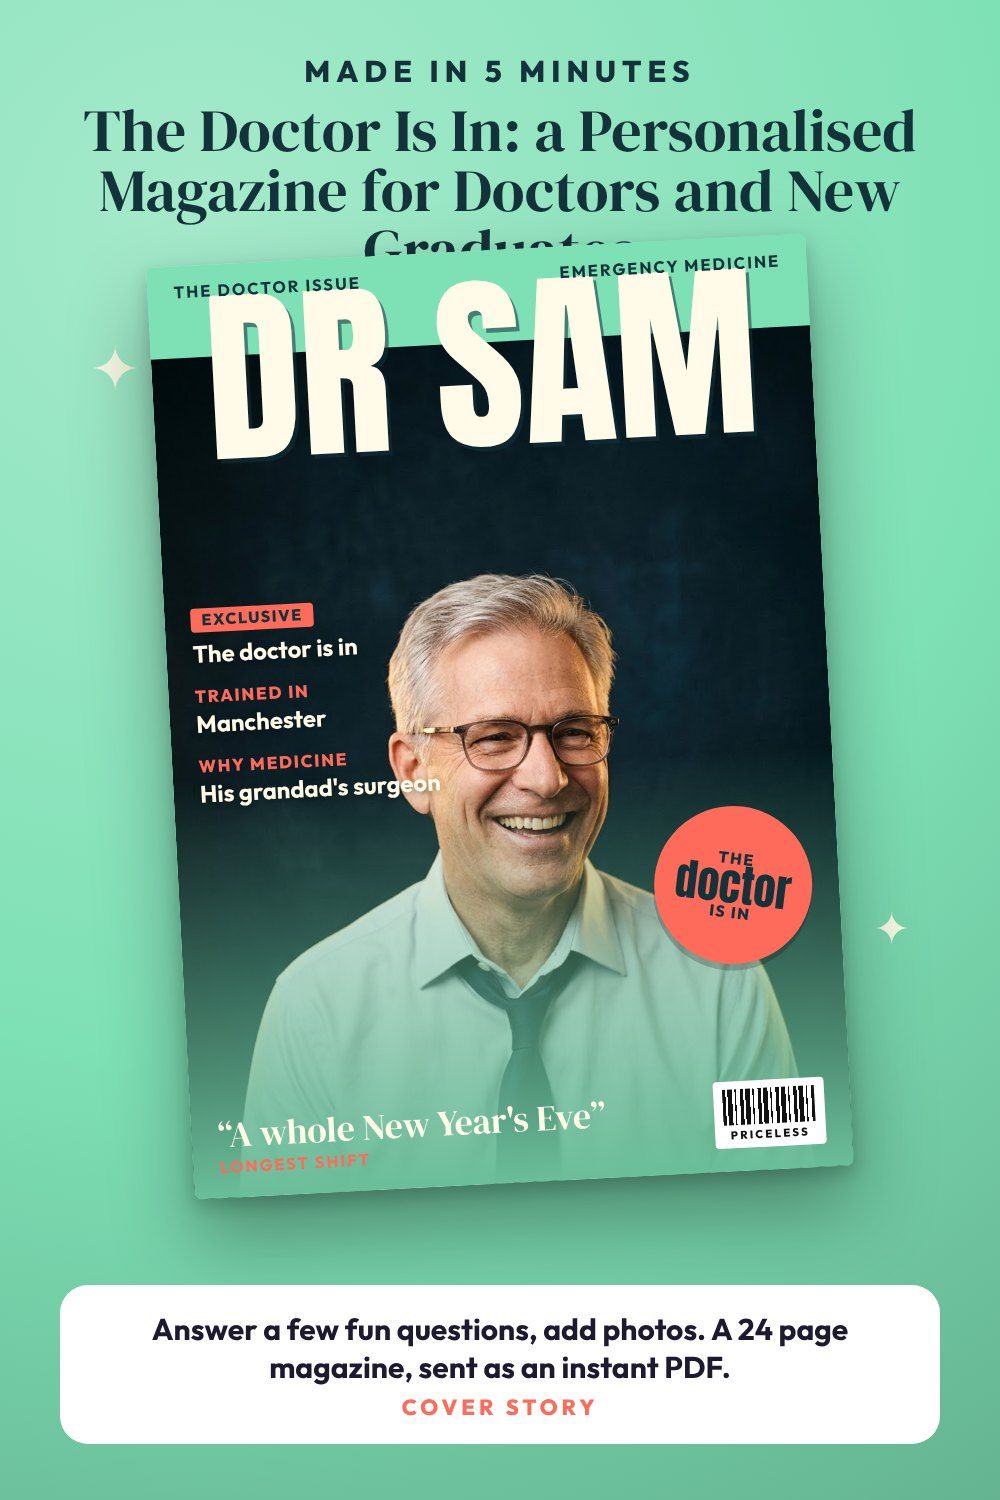 MADE IN 5 MINUTES
The Doctor Is In: a Personalised
Magazine for Doctors and New
Graduates
THE DOCTOR ISSUE
EMERGENCY MEDICINE
DR SAM
EXCLUSIVE
The doctor is in
TRAINED IN
Manchester
WHY MEDICINE
His grandad's surgeon
THE
doctor
IS IN
“A whole New Year's Eve”
LONGEST SHIFT
PRICELESS
Answer a few fun questions, add photos. A 24 page
magazine, sent as an instant PDF.
COVER STORY